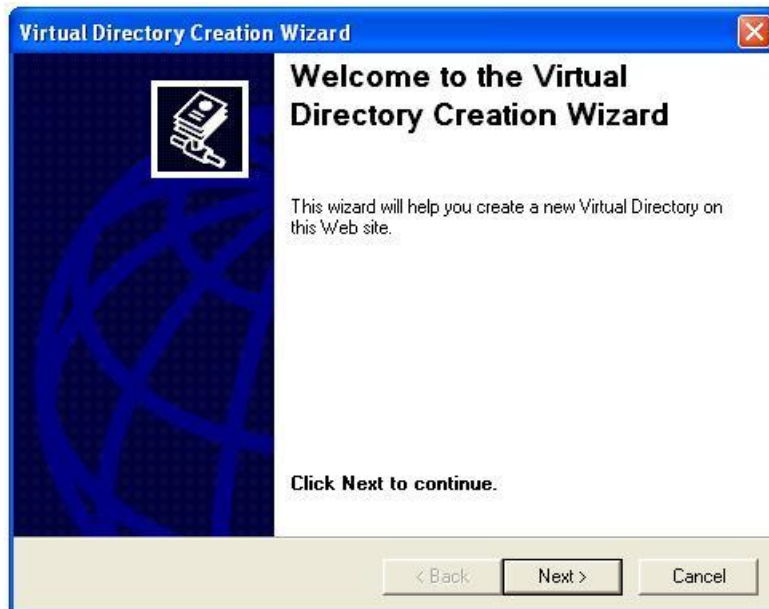 Virtual Directory Creation Wizard
Welcome to the Virtual
Directory Creation Wizard
This wizard will help you create a new Virtual Directory on
this Web site.
Click Next to continue.
< Back Next > Cancel